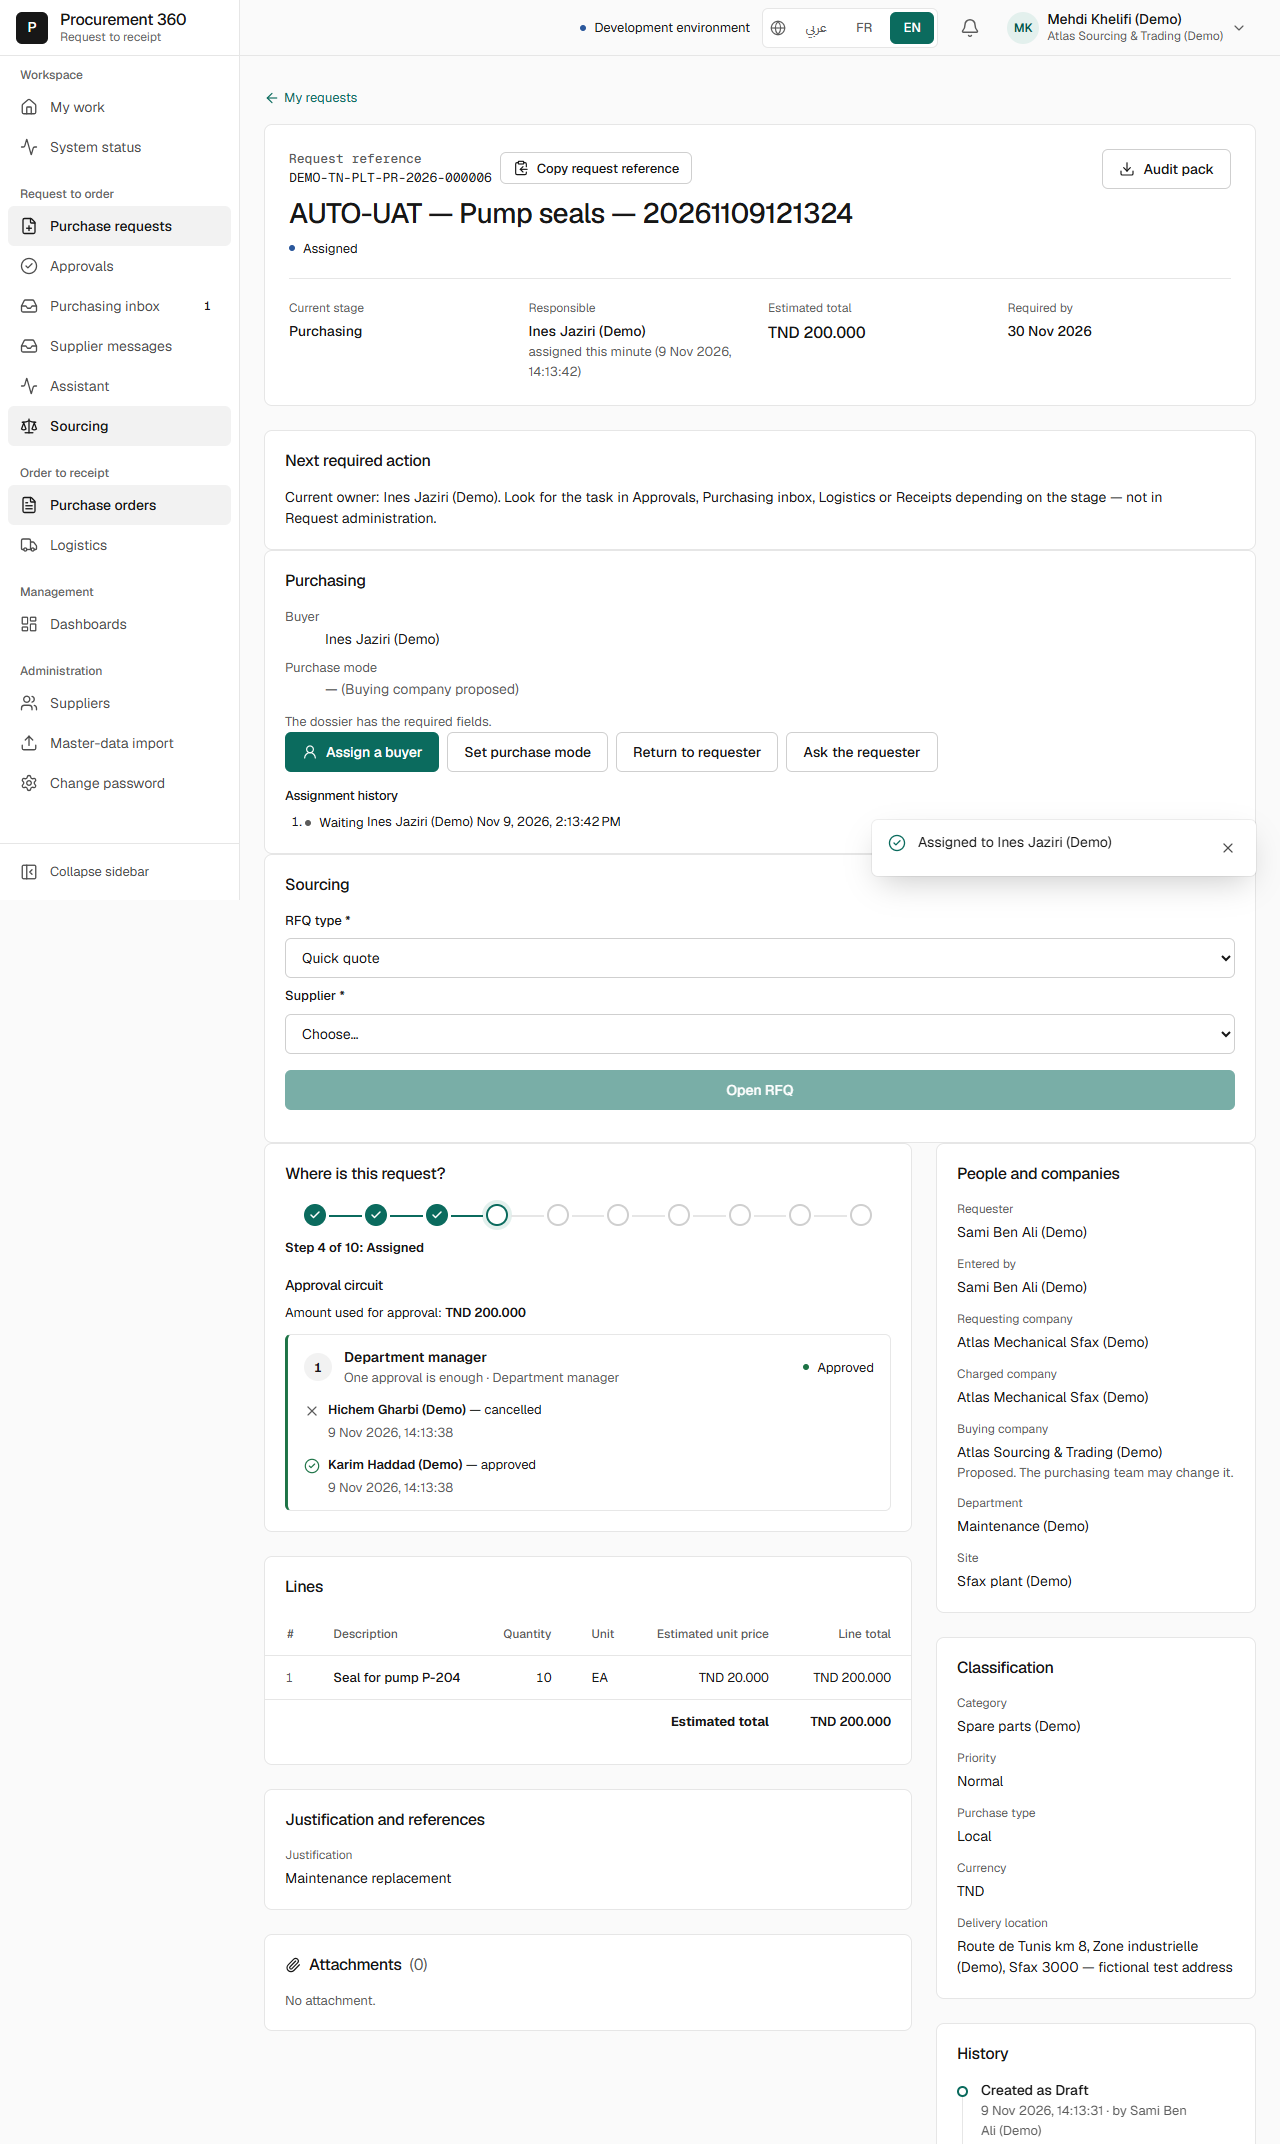 P
Procurement 360
Request to receipt
Development environment
عربي
FR
EN
MK
Mehdi Khelifi (Demo)
Atlas Sourcing & Trading (Demo)
Workspace
My work
System status
Request to order
Purchase requests
Approvals
Purchasing inbox 1
Supplier messages
Assistant
Sourcing
Order to receipt
Purchase orders
Logistics
Management
Dashboards
Administration
Suppliers
Master-data import
Change password
Collapse sidebar
My requests
Request reference
DEMO-TN-PLT-PR-2026-000006
Copy request reference
Audit pack
AUTO-UAT — Pump seals — 20261109121324
Assigned
Current stage
Purchasing
Responsible
Ines Jaziri (Demo)
assigned this minute (9 Nov 2026,
14:13:42)
Estimated total
TND 200.000
Required by
30 Nov 2026
Next required action
Current owner: Ines Jaziri (Demo). Look for the task in Approvals, Purchasing inbox, Logistics or Receipts depending on the stage — not in
Request administration.
Purchasing
Buyer
Ines Jaziri (Demo)
Purchase mode
— (Buying company proposed)
The dossier has the required fields.
Assign a buyer
Set purchase mode
Return to requester
Ask the requester
Assignment history
1. Waiting Ines Jaziri (Demo) Nov 9, 2026, 2:13:42 PM
Assigned to Ines Jaziri (Demo)
Sourcing
RFQ type *
Quick quote
Supplier *
Choose...
Open RFQ
Where is this request?
Step 4 of 10: Assigned
Approval circuit
Amount used for approval: TND 200.000
1
Department manager
One approval is enough · Department manager
Approved
Hichem Gharbi (Demo) — cancelled
9 Nov 2026, 14:13:38
Karim Haddad (Demo) — approved
9 Nov 2026, 14:13:38
Lines
# Description Quantity Unit Estimated unit price Line total
1 Seal for pump P-204 10 EA TND 20.000 TND 200.000
Estimated total TND 200.000
Justification and references
Justification
Maintenance replacement
Attachments (0)
No attachment.
People and companies
Requester
Sami Ben Ali (Demo)
Entered by
Sami Ben Ali (Demo)
Requesting company
Atlas Mechanical Sfax (Demo)
Charged company
Atlas Mechanical Sfax (Demo)
Buying company
Atlas Sourcing & Trading (Demo)
Proposed. The purchasing team may change it.
Department
Maintenance (Demo)
Site
Sfax plant (Demo)
Classification
Category
Spare parts (Demo)
Priority
Normal
Purchase type
Local
Currency
TND
Delivery location
Route de Tunis km 8, Zone industrielle
(Demo), Sfax 3000 — fictional test address
History
Created as Draft
9 Nov 2026, 14:13:31 · by Sami Ben
Ali (Demo)